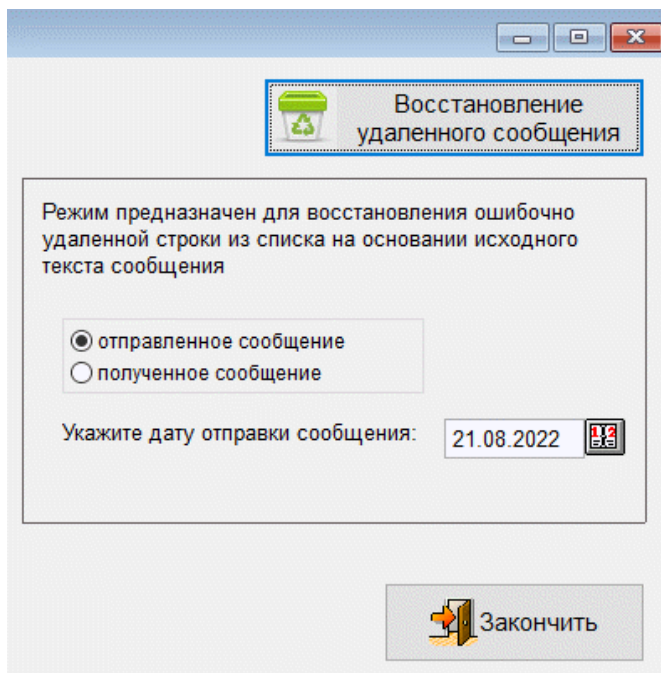 Восстановление
удаленного сообщения
Режим предназначен для восстановления ошибочно
удаленной строки из списка на основании исходного
текста сообщения
отправленное сообщение
полученное сообщение
Укажите дату отправки сообщения: 21.08.2022
Закончить